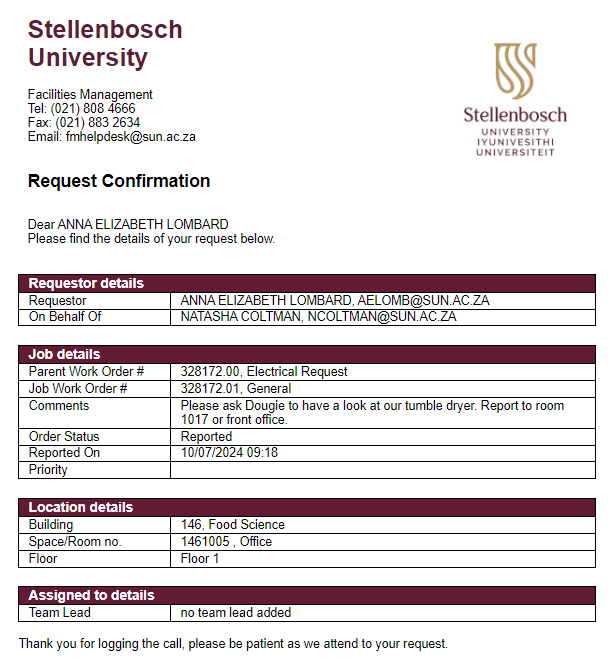 Stellenbosch
University
Facilities Management
Tel: (021) 808 4666
Fax: (021) 883 2634
Email: fmhelpdesk@sun.ac.za
Stellenbosch
UNIVERSITY
IYUNIVESITHI
UNIVERSITEIT
Request Confirmation
Dear ANNA ELIZABETH LOMBARD
Please find the details of your request below.
Requestor details
Requestor ANNA ELIZABETH LOMBARD, AELOMB@SUN.AC.ZA
On Behalf Of NATASHA COLTMAN, NCOLTMAN@SUN.AC.ZA
Job details
Parent Work Order # 328172.00, Electrical Request
Job Work Order # 328172.01, General
Comments Please ask Dougie to have a look at our tumble dryer. Report to room
1017 or front office.
Order Status Reported
Reported On 10/07/2024 09:18
Priority
Location details
Building 146, Food Science
Space/Room no. 1461005 , Office
Floor Floor 1
Assigned to details
Team Lead no team lead added
Thank you for logging the call, please be patient as we attend to your request.